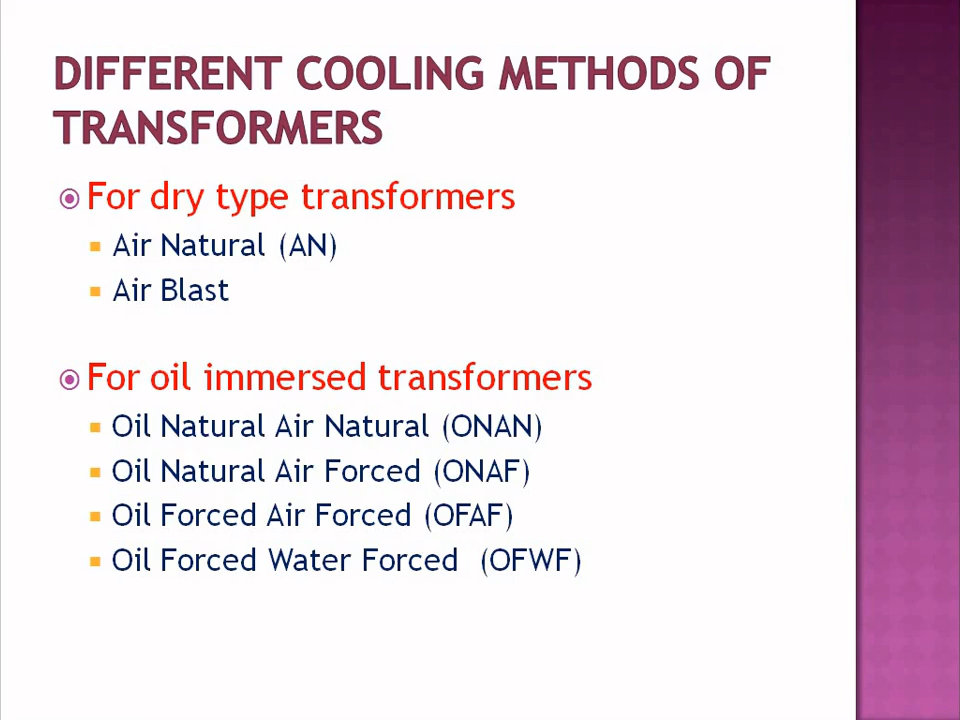 DIFFERENT COOLING METHODS OF
TRANSFORMERS
For dry type transformers
Air Natural (AN)
Air Blast
For oil immersed transformers
Oil Natural Air Natural (ONAN)
Oil Natural Air Forced (ONAF)
Oil Forced Air Forced (OFAF)
Oil Forced Water Forced (OFWF)